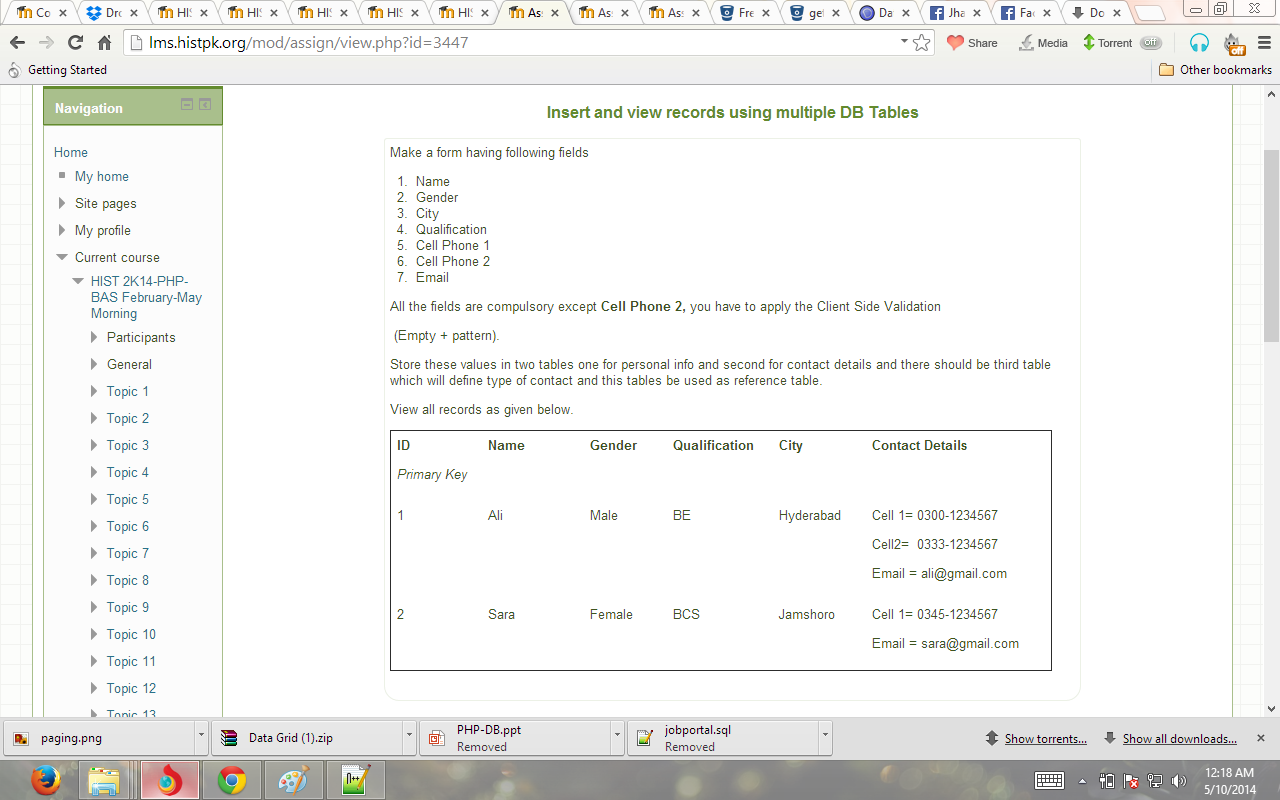 Co
Dro
HIS
HIS
HIS
HIS
HIS
Ass
Ass
Ass
Fre
get
Da
Jha
Fac
Do
lms.histpk.org/mod/assign/view.php?id=3447
Share
Media
Torrent
off
off
Getting Started
Other bookmarks
Navigation
Home
My home
Site pages
My profile
Current course
HIST 2K14-PHP-
BAS February-May
Morning
Participants
General
Topic 1
Topic 2
Topic 3
Topic 4
Topic 5
Topic 6
Topic 7
Topic 8
Topic 9
Topic 10
Topic 11
Topic 12
Topic 13
Insert and view records using multiple DB Tables
Make a form having following fields
1. Name
2. Gender
3. City
4. Qualification
5. Cell Phone 1
6. Cell Phone 2
7. Email
All the fields are compulsory except Cell Phone 2, you have to apply the Client Side Validation
(Empty + pattern).
Store these values in two tables one for personal info and second for contact details and there should be third table
which will define type of contact and this tables be used as reference table.
View all records as given below.
ID Name Gender Qualification City Contact Details
Primary Key
1 Ali Male BE Hyderabad Cell 1= 0300-1234567
Cell2= 0333-1234567
Email = ali@gmail.com
2 Sara Female BCS Jamshoro Cell 1= 0345-1234567
Email = sara@gmail.com
paging.png
Data Grid (1).zip
PHP-DB.ppt
Removed
jobportal.sql
Removed
Show torrents...
Show all downloads...
12:18 AM
5/10/2014